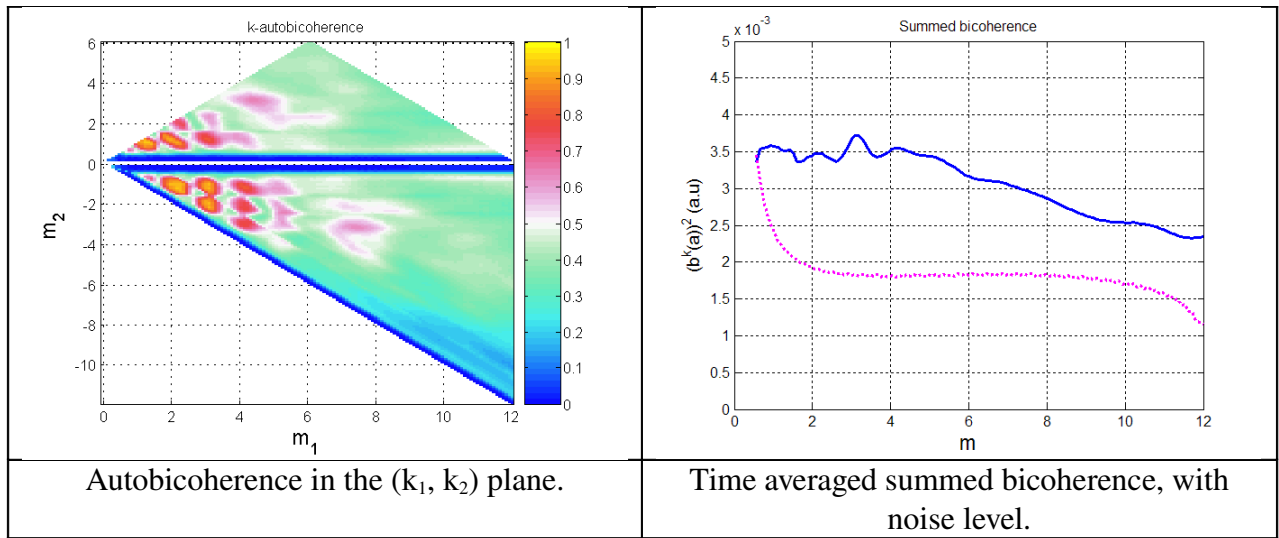 k-autobicoherence
6
4
2
0
-2
-4
-6
-8
-10
m2
0 2 4 6 8 10 12
m1
1
0.9
0.8
0.7
0.6
0.5
0.4
0.3
0.2
0.1
0
x 10^-3
Summed bicoherence
5
4.5
4
3.5
3
2.5
2
1.5
1
0.5
0
(b^k(a))^2 (a.u)
0 2 4 6 8 10 12
m
Autobicoherence in the (k1, k2) plane.
Time averaged summed bicoherence, with
noise level.